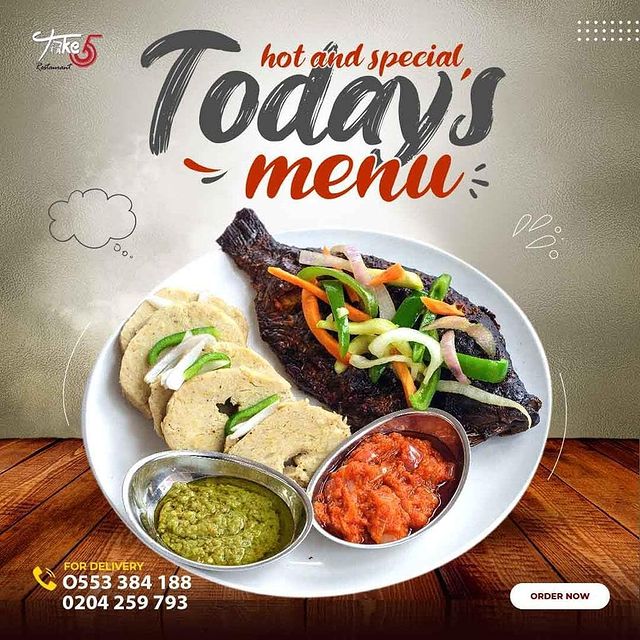 Take 5
Restaurant
hot and special
Today's
menu
FOR DELIVERY
0553 384 188
0204 259 793
ORDER NOW